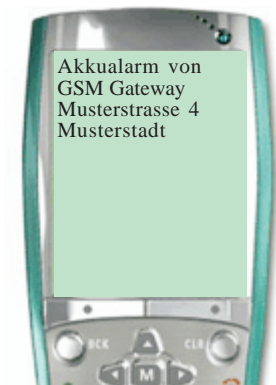 Akkualarm von
GSM Gateway
Musterstrasse 4
Musterstadt
BCK
CLR
M